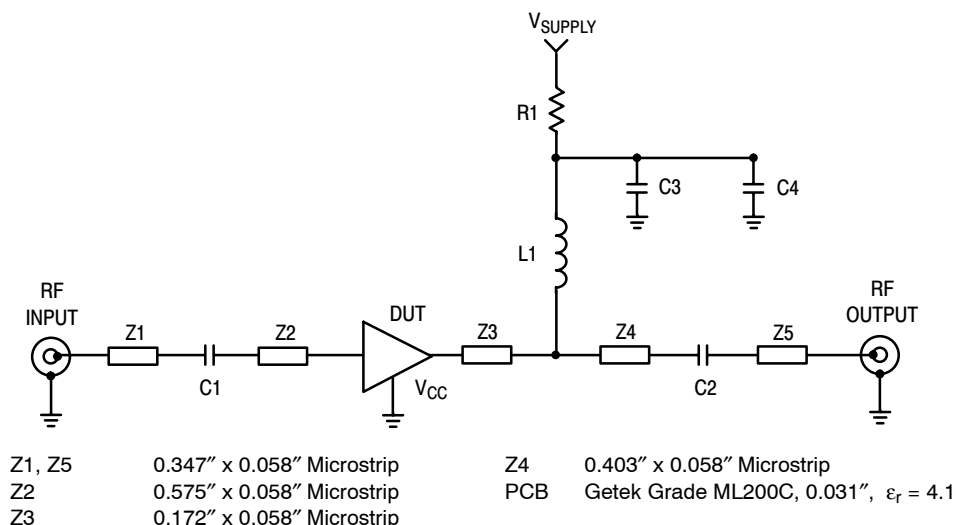 VSUPPLY
R1
C3
C4
L1
RF
INPUT
Z1
C1
Z2
DUT
VCC
Z3
Z4
C2
Z5
RF
OUTPUT
Z1, Z5 0.347″ x 0.058″ Microstrip
Z2 0.575″ x 0.058″ Microstrip
Z3 0.172″ x 0.058″ Microstrip
Z4 0.403″ x 0.058″ Microstrip
PCB Getek Grade ML200C, 0.031″, εr = 4.1